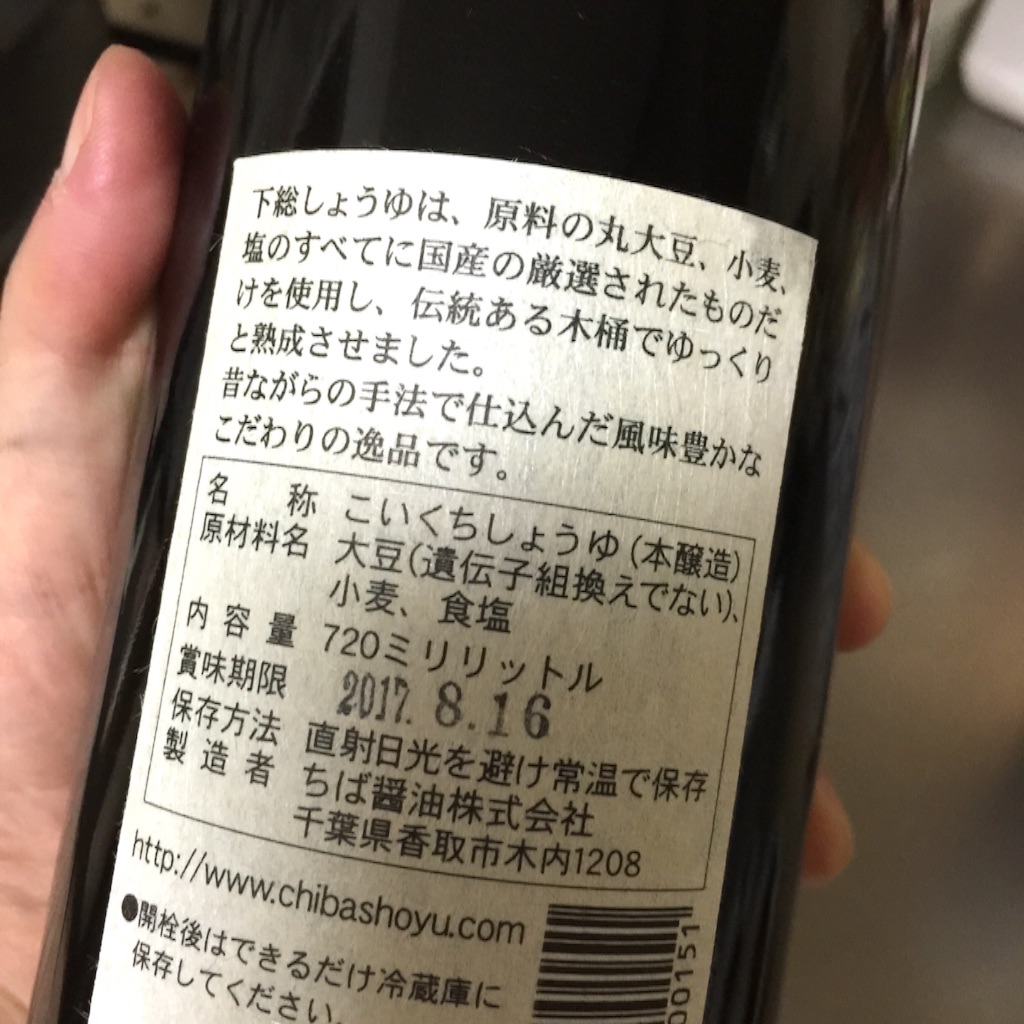 下総しょうゆは、原料の丸大豆、小麦、
塩のすべてに国産の厳選されたものだ
けを使用し、伝統ある木桶でゆっくり
と熟成させました。
昔ながらの手法で仕込んだ風味豊かな
こだわりの逸品です。
名称 こいくちしょうゆ(本醸造)
原材料名 大豆(遺伝子組換えでない)、
小麦、食塩
内容量 720ミリリットル
賞味期限 2017.8.16
保存方法 直射日光を避け常温で保存
製造者 ちば醤油株式会社
千葉県香取市木内1208
http://www.chibashoyu.com
●開栓後はできるだけ冷蔵庫に
保存してください。
00151